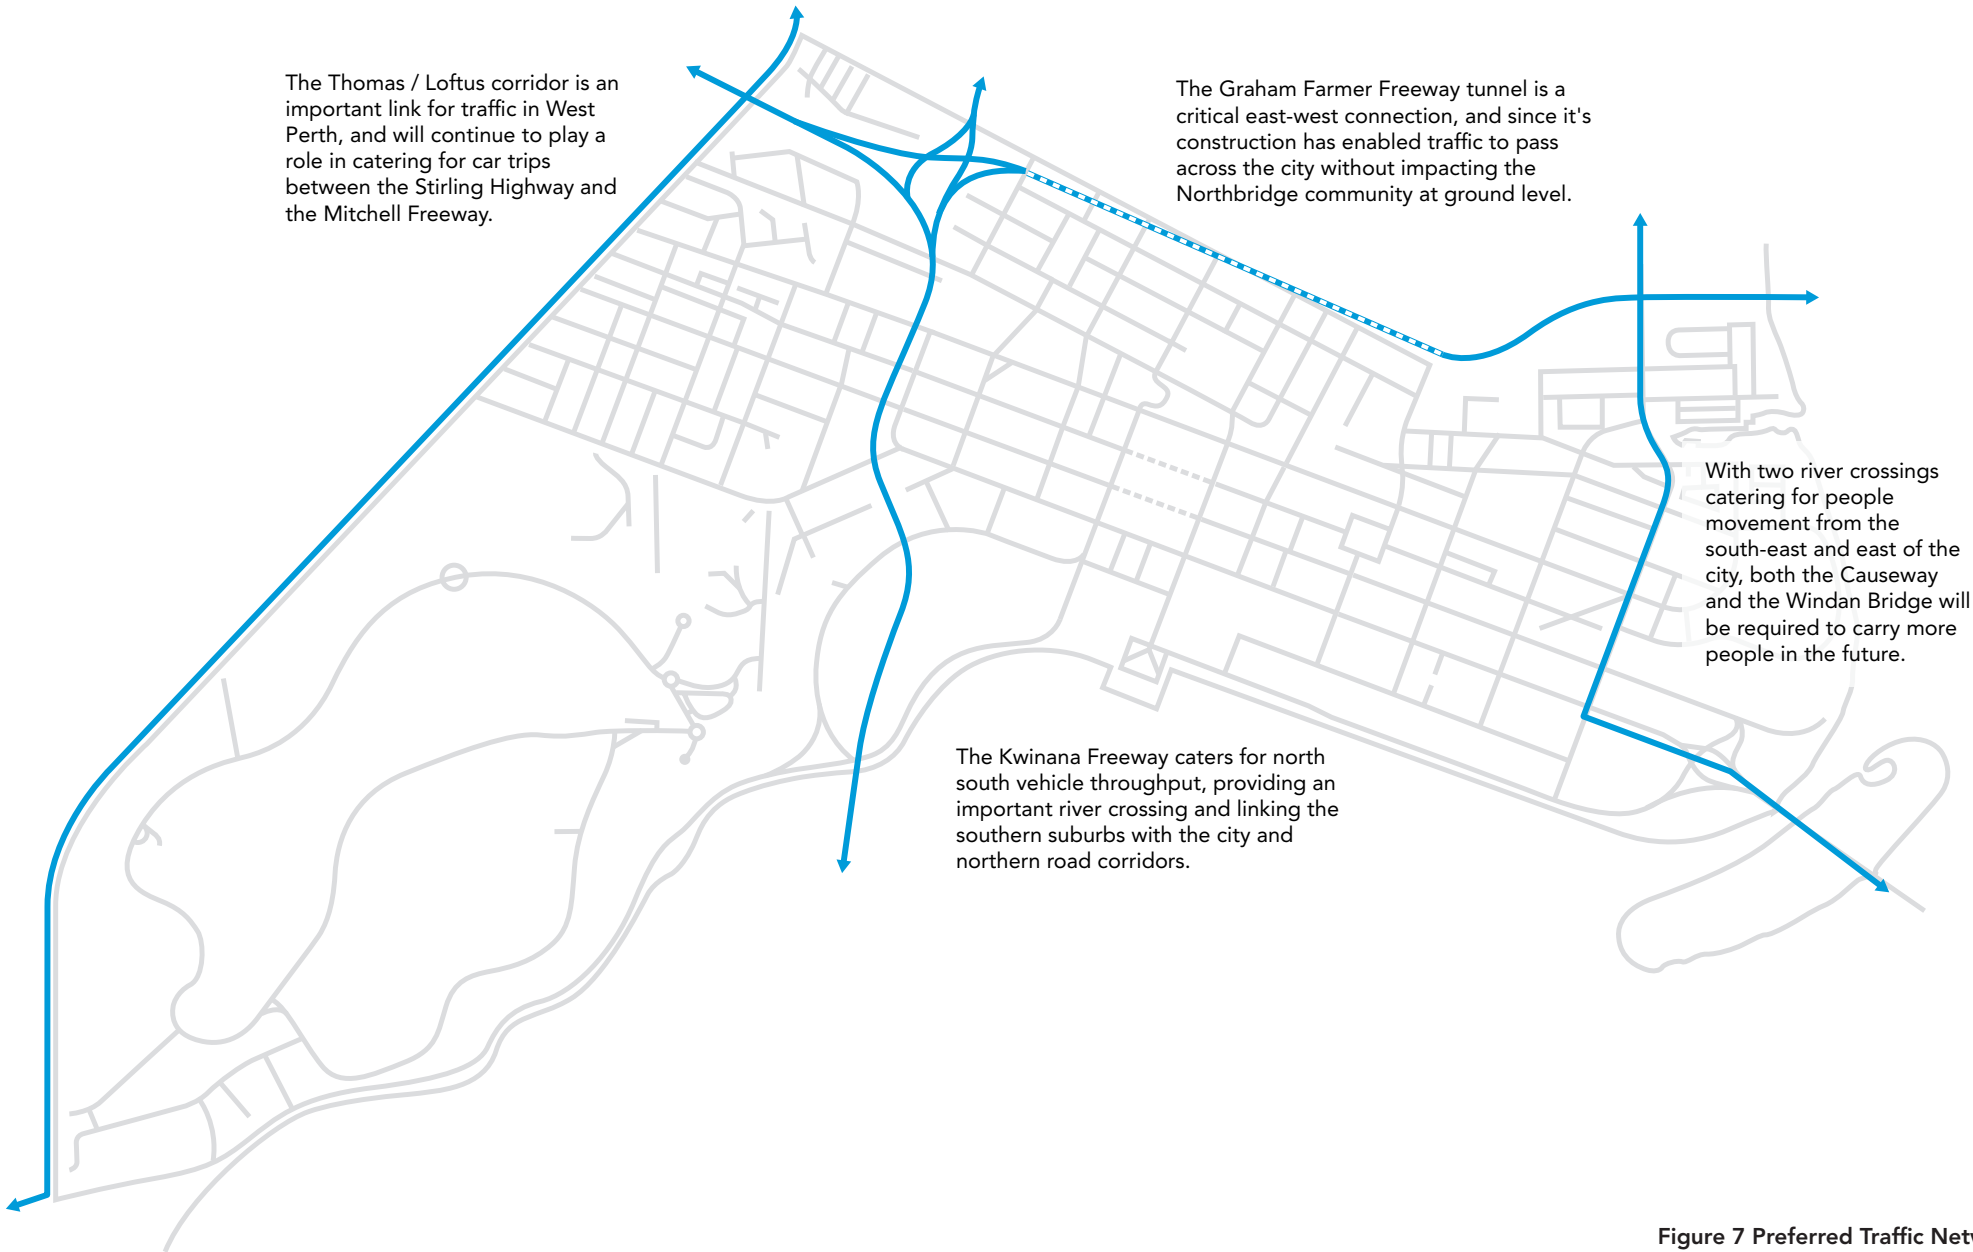 The Thomas / Loftus corridor is an
important link for traffic in West
Perth, and will continue to play a
role in catering for car trips
between the Stirling Highway and
the Mitchell Freeway.
The Graham Farmer Freeway tunnel is a
critical east-west connection, and since it's
construction has enabled traffic to pass
across the city without impacting the
Northbridge community at ground level.
With two river crossings
catering for people
movement from the
south-east and east of the
city, both the Causeway
and the Windan Bridge will
be required to carry more
people in the future.
The Kwinana Freeway caters for north
south vehicle throughput, providing an
important river crossing and linking the
southern suburbs with the city and
northern road corridors.
Figure 7 Preferred Traffic